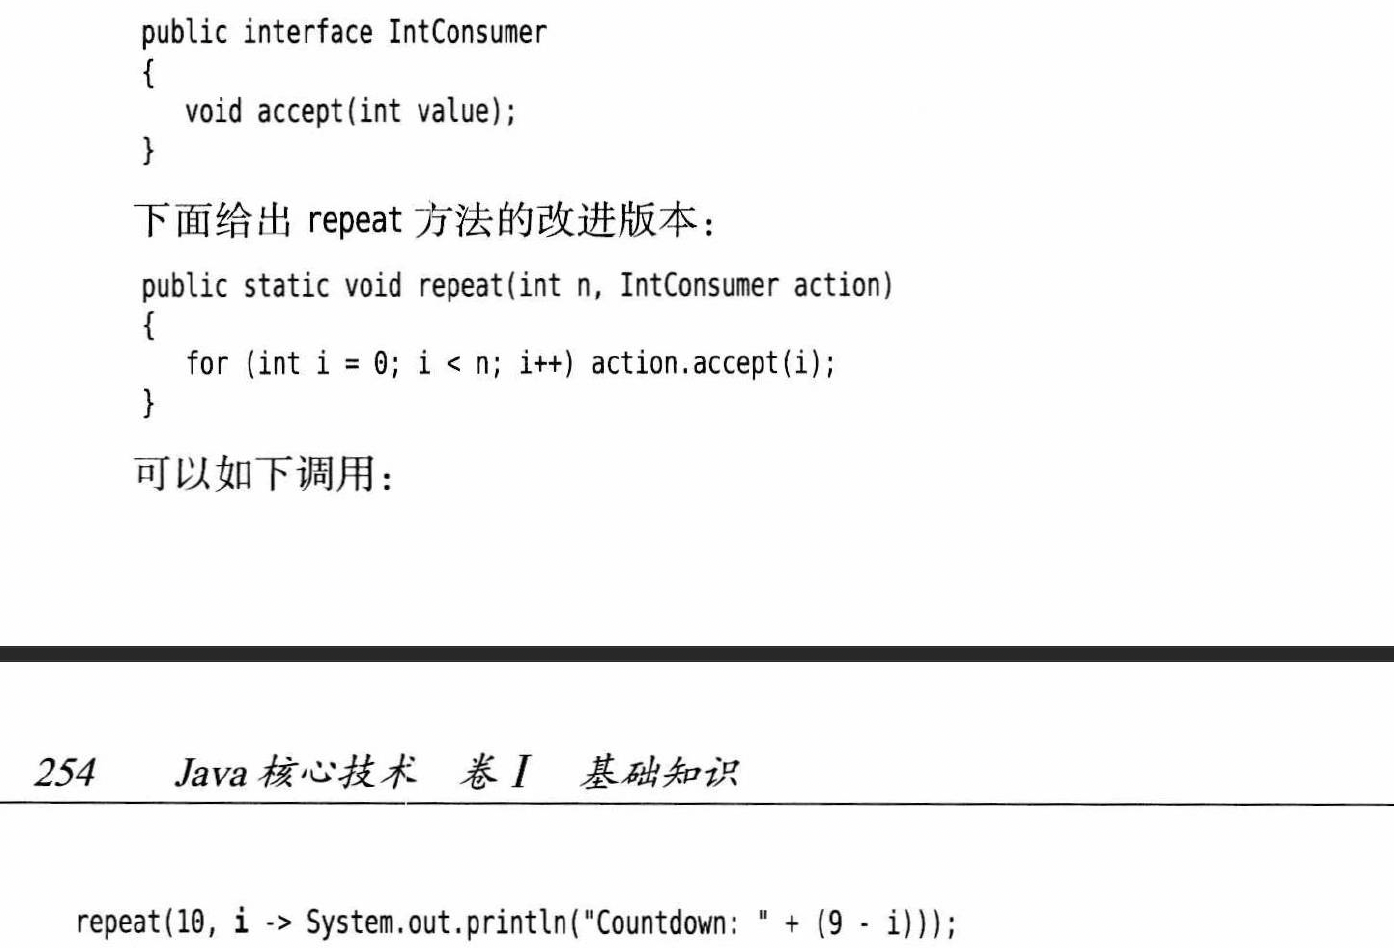 public interface IntConsumer
{
void accept(int value);
}
下面给出 repeat 方法的改进版本：
public static void repeat(int n, IntConsumer action)
{
for (int i = 0; i < n; i++) action.accept(i);
}
可以如下调用：
254 Java 核心技术 卷 I 基础知识
repeat(10, i -> System.out.println("Countdown: " + (9 - i)));